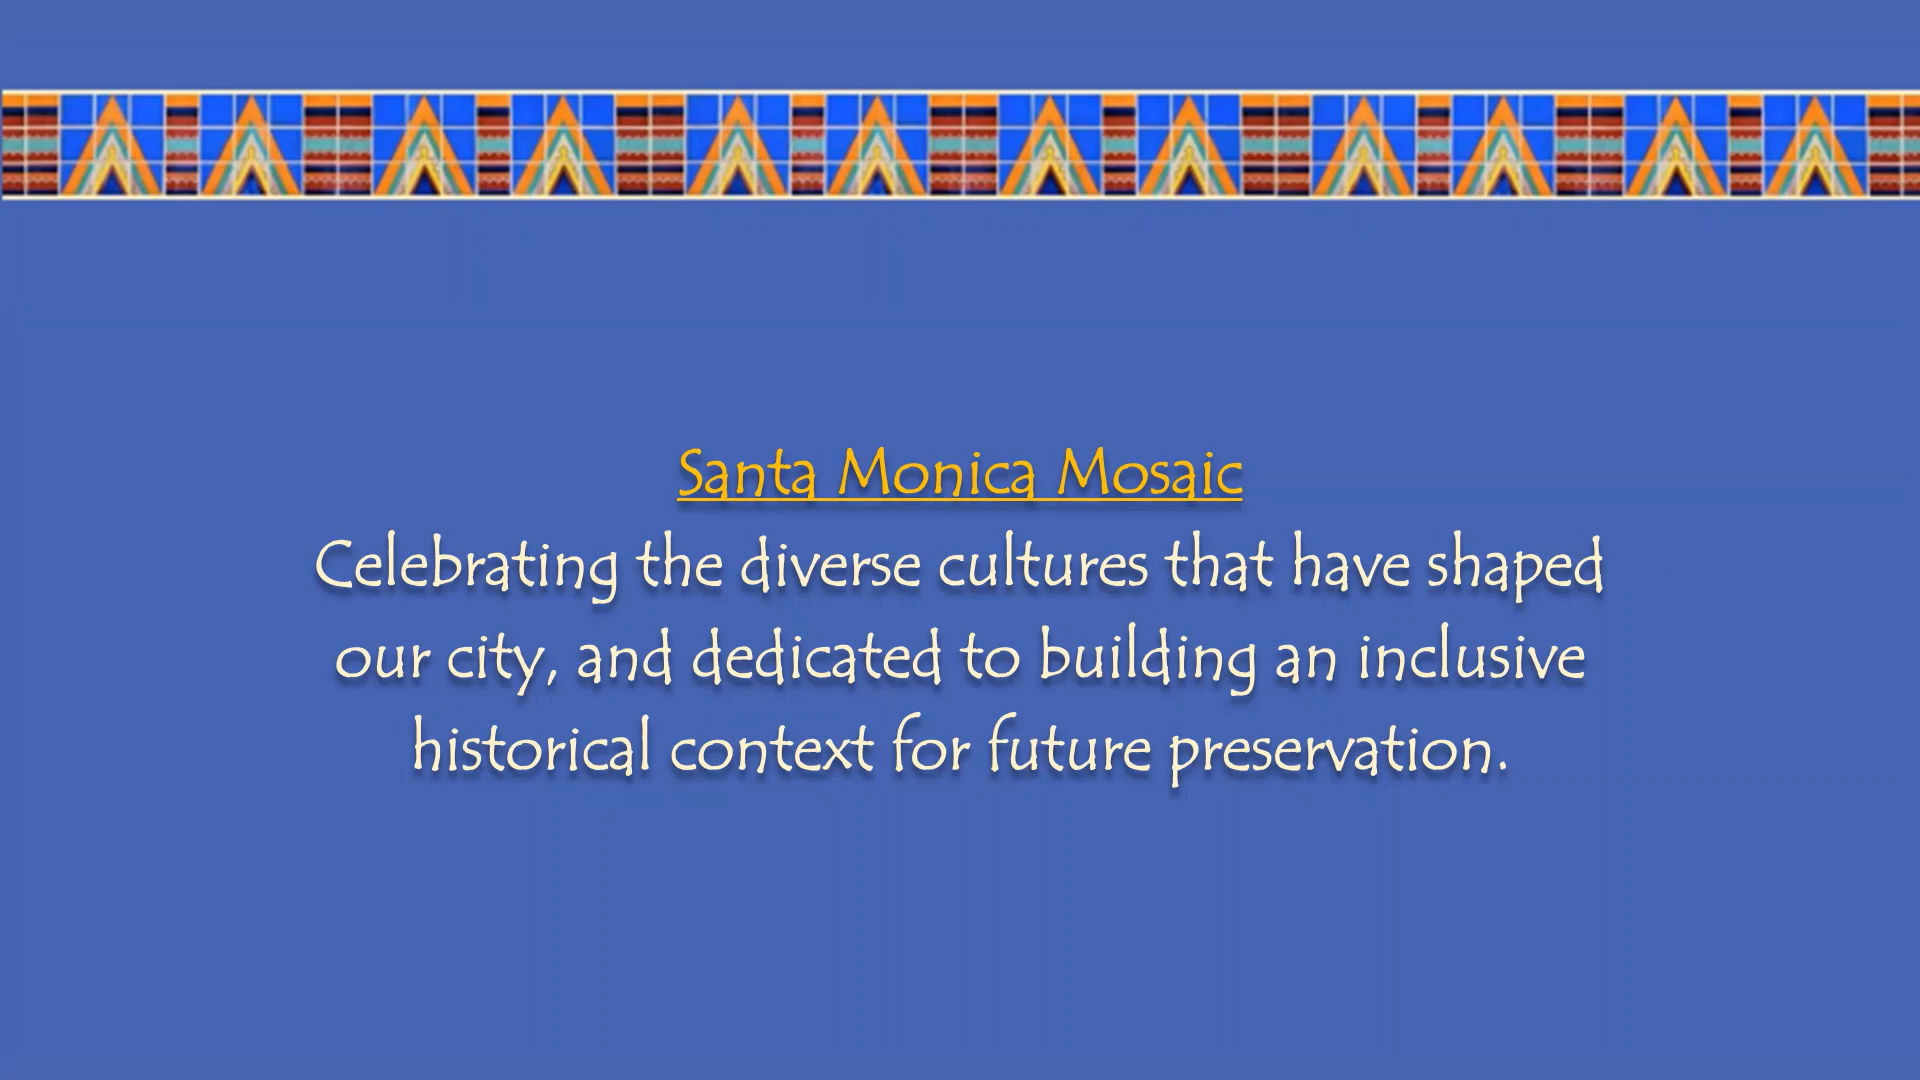 Santa Monica Mosaic
Celebrating the diverse cultures that have shaped
our city, and dedicated to building an inclusive
historical context for future preservation.